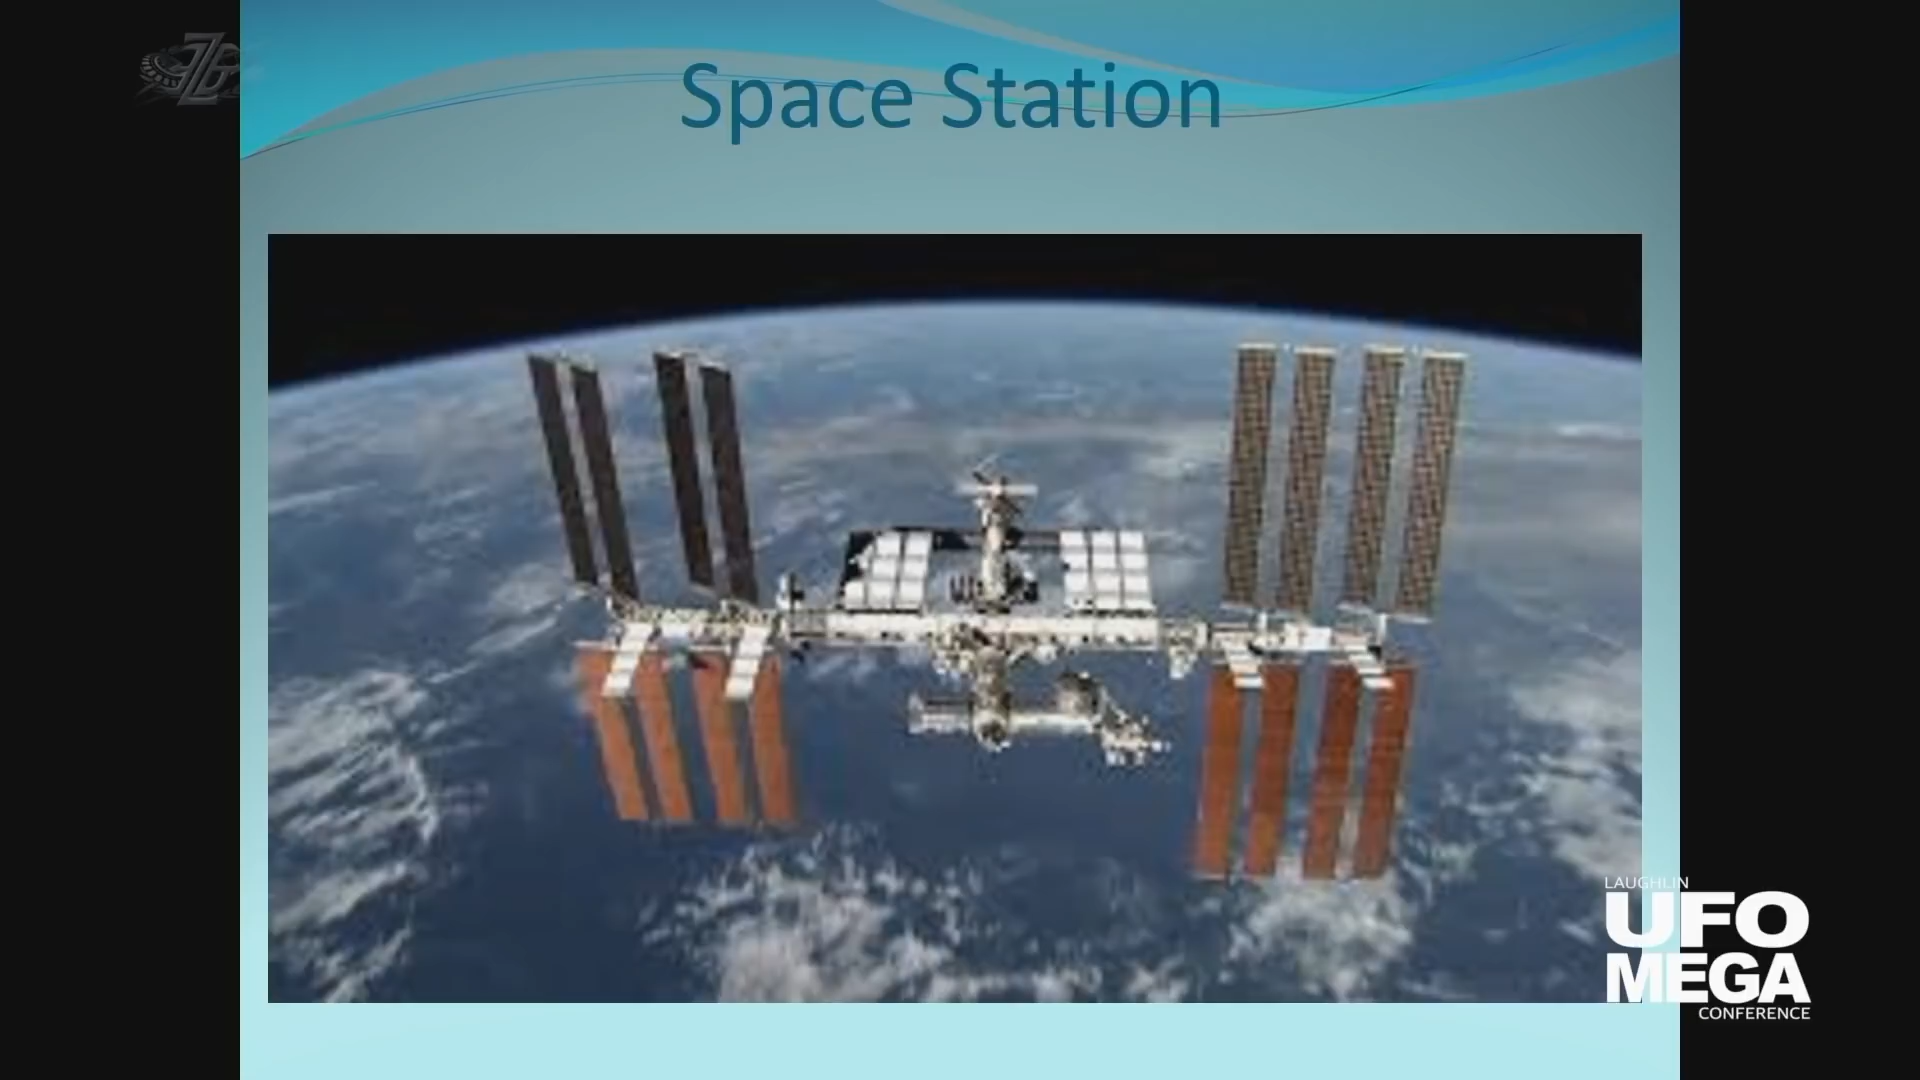 Space Station
LAUGHLIN
UFO
MEGA
CONFERENCE